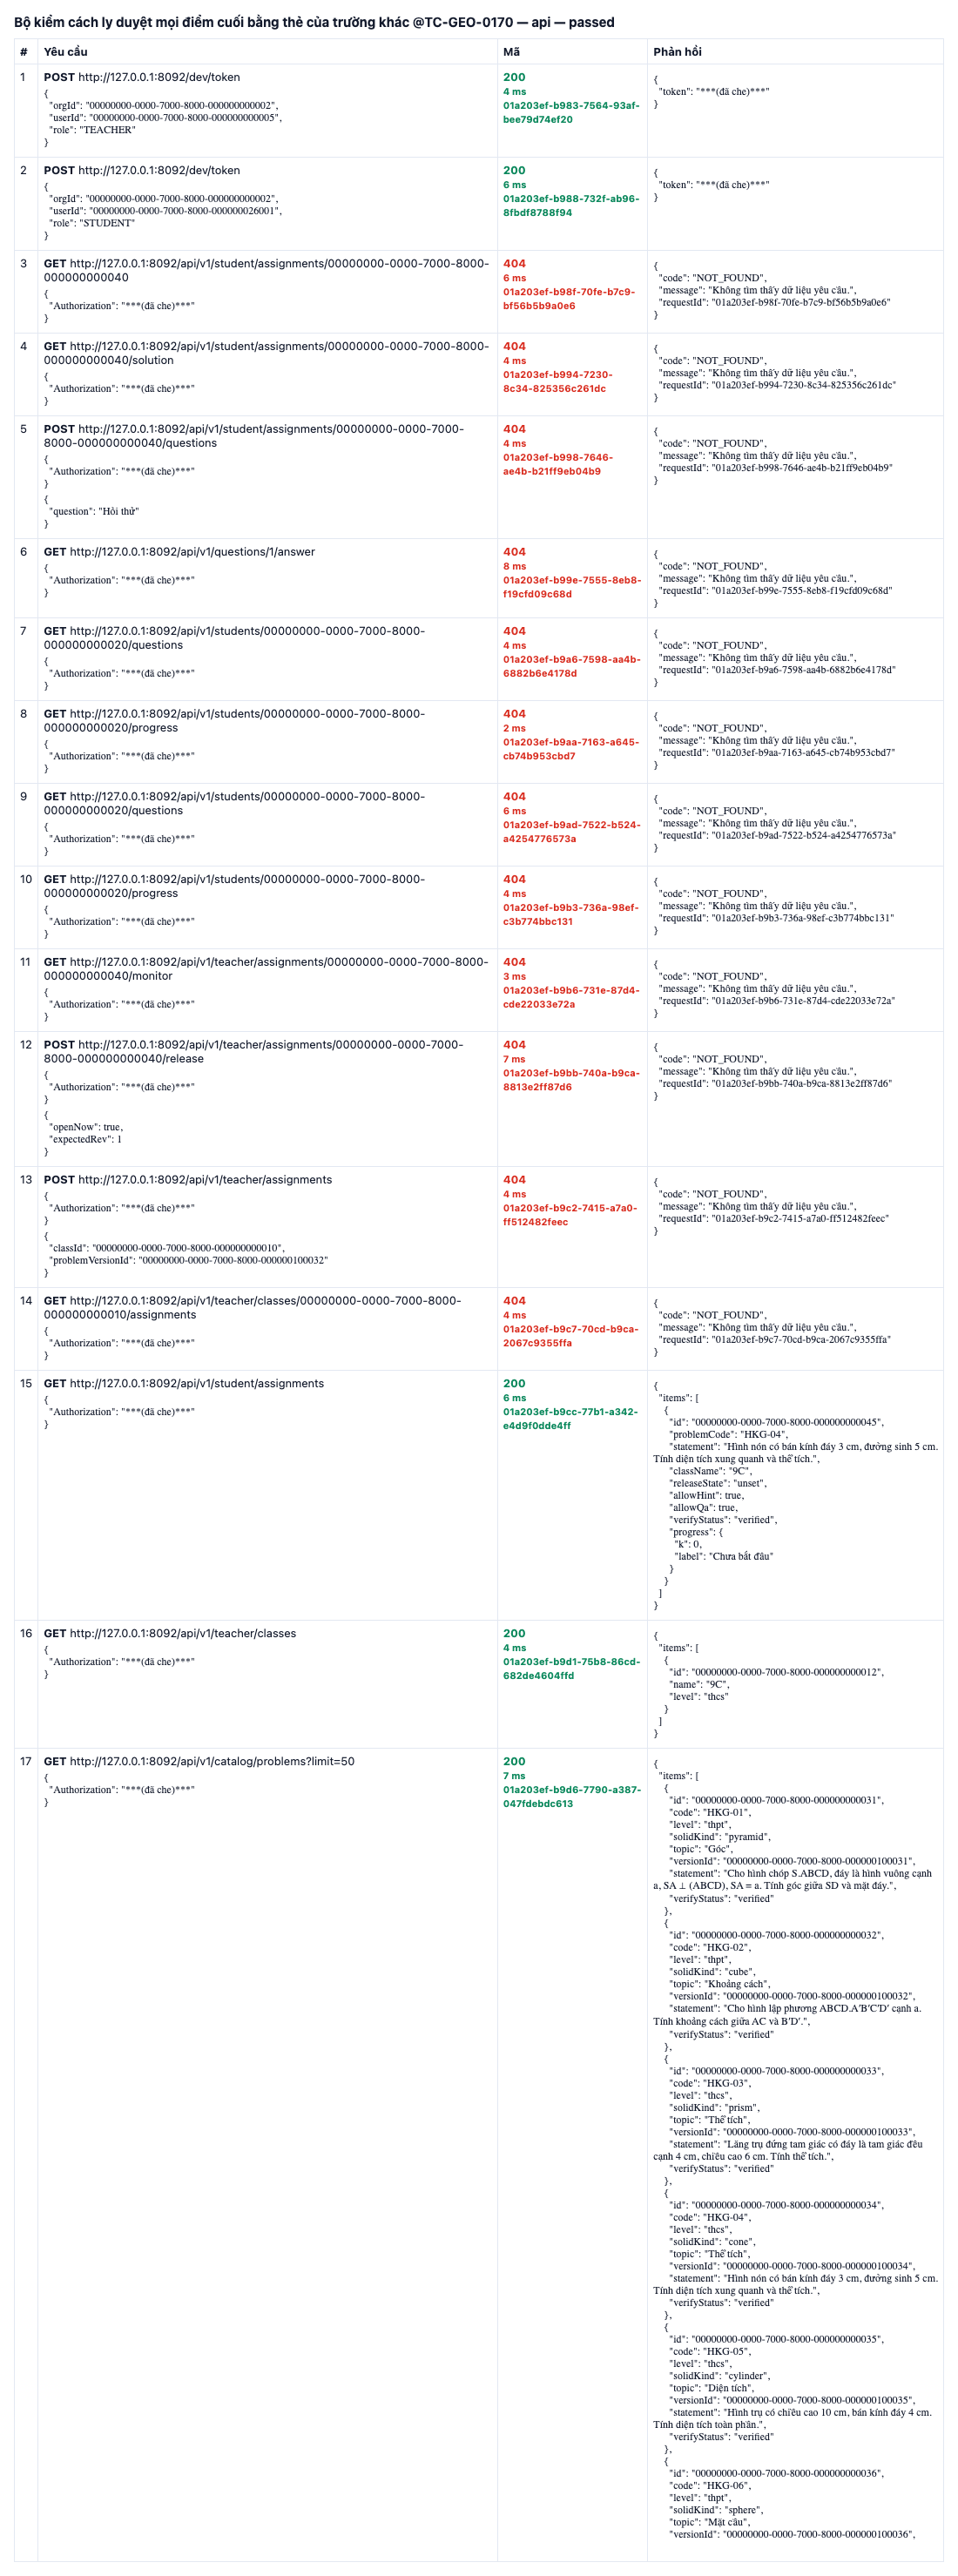 Bộ kiểm cách ly duyệt mọi điểm cuối bằng thẻ của trường khác @TC-GEO-0170 — api — passed
# Yêu cầu Mã Phản hồi
1 POST http://127.0.0.1:8092/dev/token
{
"orgId": "00000000-0000-7000-8000-000000000002",
"userId": "00000000-0000-7000-8000-000000000005",
"role": "TEACHER"
}
200
4 ms
01a203ef-b983-7564-93af-
bee79d74ef20
{
"token": "***(đã che)***"
}
2 POST http://127.0.0.1:8092/dev/token
{
"orgId": "00000000-0000-7000-8000-000000000002",
"userId": "00000000-0000-7000-8000-000000026001",
"role": "STUDENT"
}
200
6 ms
01a203ef-b988-732f-ab96-
8fbdf8788f94
{
"token": "***(đã che)***"
}
3 GET http://127.0.0.1:8092/api/v1/student/assignments/00000000-0000-7000-8000-
000000000040
{
"Authorization": "***(đã che)***"
}
404
6 ms
01a203ef-b98f-70fe-b7c9-
bf56b5b9a0e6
{
"code": "NOT_FOUND",
"message": "Không tìm thấy dữ liệu yêu cầu.",
"requestId": "01a203ef-b98f-70fe-b7c9-bf56b5b9a0e6"
}
4 GET http://127.0.0.1:8092/api/v1/student/assignments/00000000-0000-7000-8000-
000000000040/solution
{
"Authorization": "***(đã che)***"
}
404
4 ms
01a203ef-b994-7230-
8c34-825356c261dc
{
"code": "NOT_FOUND",
"message": "Không tìm thấy dữ liệu yêu cầu.",
"requestId": "01a203ef-b994-7230-8c34-825356c261dc"
}
5 POST http://127.0.0.1:8092/api/v1/student/assignments/00000000-0000-7000-
8000-000000000040/questions
{
"Authorization": "***(đã che)***"
}
{
"question": "Hỏi thử"
}
404
4 ms
01a203ef-b998-7646-
ae4b-b21ff9eb04b9
{
"code": "NOT_FOUND",
"message": "Không tìm thấy dữ liệu yêu cầu.",
"requestId": "01a203ef-b998-7646-ae4b-b21ff9eb04b9"
}
6 GET http://127.0.0.1:8092/api/v1/questions/1/answer
{
"Authorization": "***(đã che)***"
}
404
8 ms
01a203ef-b99e-7555-8eb8-
f19cfd09c68d
{
"code": "NOT_FOUND",
"message": "Không tìm thấy dữ liệu yêu cầu.",
"requestId": "01a203ef-b99e-7555-8eb8-f19cfd09c68d"
}
7 GET http://127.0.0.1:8092/api/v1/students/00000000-0000-7000-8000-
000000000020/questions
{
"Authorization": "***(đã che)***"
}
404
4 ms
01a203ef-b9a6-7598-aa4b-
6882b6e4178d
{
"code": "NOT_FOUND",
"message": "Không tìm thấy dữ liệu yêu cầu.",
"requestId": "01a203ef-b9a6-7598-aa4b-6882b6e4178d"
}
8 GET http://127.0.0.1:8092/api/v1/students/00000000-0000-7000-8000-
000000000020/progress
{
"Authorization": "***(đã che)***"
}
404
2 ms
01a203ef-b9aa-7163-a645-
cb74b953cbd7
{
"code": "NOT_FOUND",
"message": "Không tìm thấy dữ liệu yêu cầu.",
"requestId": "01a203ef-b9aa-7163-a645-cb74b953cbd7"
}
9 GET http://127.0.0.1:8092/api/v1/students/00000000-0000-7000-8000-
000000000020/questions
{
"Authorization": "***(đã che)***"
}
404
6 ms
01a203ef-b9ad-7522-b524-
a4254776573a
{
"code": "NOT_FOUND",
"message": "Không tìm thấy dữ liệu yêu cầu.",
"requestId": "01a203ef-b9ad-7522-b524-a4254776573a"
}
10 GET http://127.0.0.1:8092/api/v1/students/00000000-0000-7000-8000-
000000000020/progress
{
"Authorization": "***(đã che)***"
}
404
4 ms
01a203ef-b9b3-736a-98ef-
c3b774bbc131
{
"code": "NOT_FOUND",
"message": "Không tìm thấy dữ liệu yêu cầu.",
"requestId": "01a203ef-b9b3-736a-98ef-c3b774bbc131"
}
11 GET http://127.0.0.1:8092/api/v1/teacher/assignments/00000000-0000-7000-8000-
000000000040/monitor
{
"Authorization": "***(đã che)***"
}
404
3 ms
01a203ef-b9b6-731e-87d4-
cde22033e72a
{
"code": "NOT_FOUND",
"message": "Không tìm thấy dữ liệu yêu cầu.",
"requestId": "01a203ef-b9b6-731e-87d4-cde22033e72a"
}
12 POST http://127.0.0.1:8092/api/v1/teacher/assignments/00000000-0000-7000-
8000-000000000040/release
{
"Authorization": "***(đã che)***"
}
{
"openNow": true,
"expectedRev": 1
}
404
7 ms
01a203ef-b9bb-740a-b9ca-
8813e2ff87d6
{
"code": "NOT_FOUND",
"message": "Không tìm thấy dữ liệu yêu cầu.",
"requestId": "01a203ef-b9bb-740a-b9ca-8813e2ff87d6"
}
13 POST http://127.0.0.1:8092/api/v1/teacher/assignments
{
"Authorization": "***(đã che)***"
}
{
"classId": "00000000-0000-7000-8000-000000000010",
"problemVersionId": "00000000-0000-7000-8000-000000100032"
}
404
4 ms
01a203ef-b9c2-7415-a7a0-
ff512482feec
{
"code": "NOT_FOUND",
"message": "Không tìm thấy dữ liệu yêu cầu.",
"requestId": "01a203ef-b9c2-7415-a7a0-ff512482feec"
}
14 GET http://127.0.0.1:8092/api/v1/teacher/classes/00000000-0000-7000-8000-
000000000010/assignments
{
"Authorization": "***(đã che)***"
}
404
4 ms
01a203ef-b9c7-70cd-b9ca-
2067c9355ffa
{
"code": "NOT_FOUND",
"message": "Không tìm thấy dữ liệu yêu cầu.",
"requestId": "01a203ef-b9c7-70cd-b9ca-2067c9355ffa"
}
15 GET http://127.0.0.1:8092/api/v1/student/assignments
{
"Authorization": "***(đã che)***"
}
200
6 ms
01a203ef-b9cc-77b1-a342-
e4d9f0dde4ff
{
"items": [
{
"id": "00000000-0000-7000-8000-000000000045",
"problemCode": "HKG-04",
"statement": "Hình nón có bán kính đáy 3 cm, đường sinh 5 cm.
Tính diện tích xung quanh và thể tích.",
"className": "9C",
"releaseState": "unset",
"allowHint": true,
"allowQa": true,
"verifyStatus": "verified",
"progress": {
"k": 0,
"label": "Chưa bắt đầu"
}
}
]
}
16 GET http://127.0.0.1:8092/api/v1/teacher/classes
{
"Authorization": "***(đã che)***"
}
200
4 ms
01a203ef-b9d1-75b8-86cd-
682de4604ffd
{
"items": [
{
"id": "00000000-0000-7000-8000-000000000012",
"name": "9C",
"level": "thcs"
}
]
}
17 GET http://127.0.0.1:8092/api/v1/catalog/problems?limit=50
{
"Authorization": "***(đã che)***"
}
200
7 ms
01a203ef-b9d6-7790-a387-
047fdebdc613
{
"items": [
{
"id": "00000000-0000-7000-8000-000000000031",
"code": "HKG-01",
"level": "thpt",
"solidKind": "pyramid",
"topic": "Góc",
"versionId": "00000000-0000-7000-8000-000000100031",
"statement": "Cho hình chóp S.ABCD, đáy là hình vuông cạnh
a, SA ⊥ (ABCD), SA = a. Tính góc giữa SD và mặt đáy.",
"verifyStatus": "verified"
},
{
"id": "00000000-0000-7000-8000-000000000032",
"code": "HKG-02",
"level": "thpt",
"solidKind": "cube",
"topic": "Khoảng cách",
"versionId": "00000000-0000-7000-8000-000000100032",
"statement": "Cho hình lập phương ABCD.A′B′C′D′ cạnh a.
Tính khoảng cách giữa AC và B′D′.",
"verifyStatus": "verified"
},
{
"id": "00000000-0000-7000-8000-000000000033",
"code": "HKG-03",
"level": "thcs",
"solidKind": "prism",
"topic": "Thể tích",
"versionId": "00000000-0000-7000-8000-000000100033",
"statement": "Lăng trụ đứng tam giác có đáy là tam giác đều
cạnh 4 cm, chiều cao 6 cm. Tính thể tích.",
"verifyStatus": "verified"
},
{
"id": "00000000-0000-7000-8000-000000000034",
"code": "HKG-04",
"level": "thcs",
"solidKind": "cone",
"topic": "Thể tích",
"versionId": "00000000-0000-7000-8000-000000100034",
"statement": "Hình nón có bán kính đáy 3 cm, đường sinh 5 cm.
Tính diện tích xung quanh và thể tích.",
"verifyStatus": "verified"
},
{
"id": "00000000-0000-7000-8000-000000000035",
"code": "HKG-05",
"level": "thcs",
"solidKind": "cylinder",
"topic": "Diện tích",
"versionId": "00000000-0000-7000-8000-000000100035",
"statement": "Hình trụ có chiều cao 10 cm, bán kính đáy 4 cm.
Tính diện tích toàn phần.",
"verifyStatus": "verified"
},
{
"id": "00000000-0000-7000-8000-000000000036",
"code": "HKG-06",
"level": "thpt",
"solidKind": "sphere",
"topic": "Mặt cầu",
"versionId": "00000000-0000-7000-8000-000000100036",